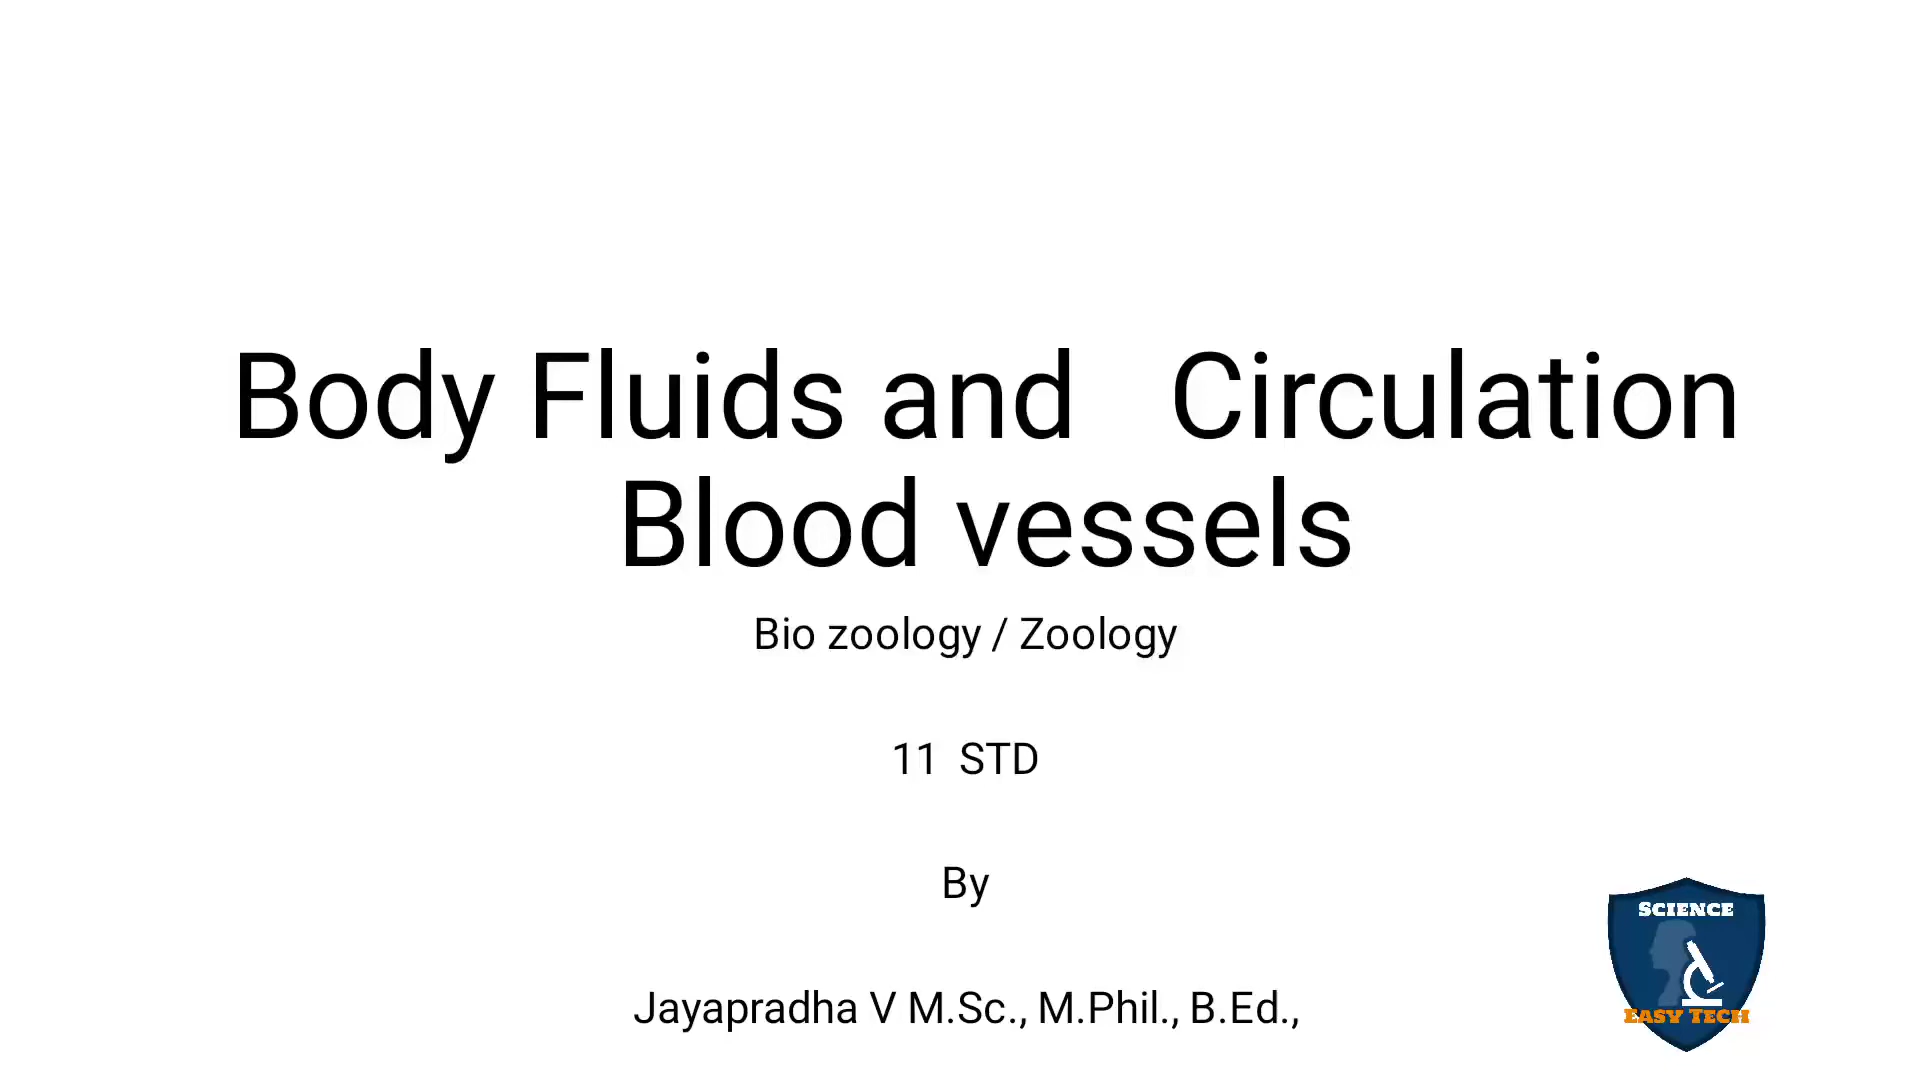 Body Fluids and   Circulation
Blood vessels
Bio zoology / Zoology
11  STD
By
Jayapradha V M.Sc., M.Phil., B.Ed.,
SCIENCE
EASY TECH